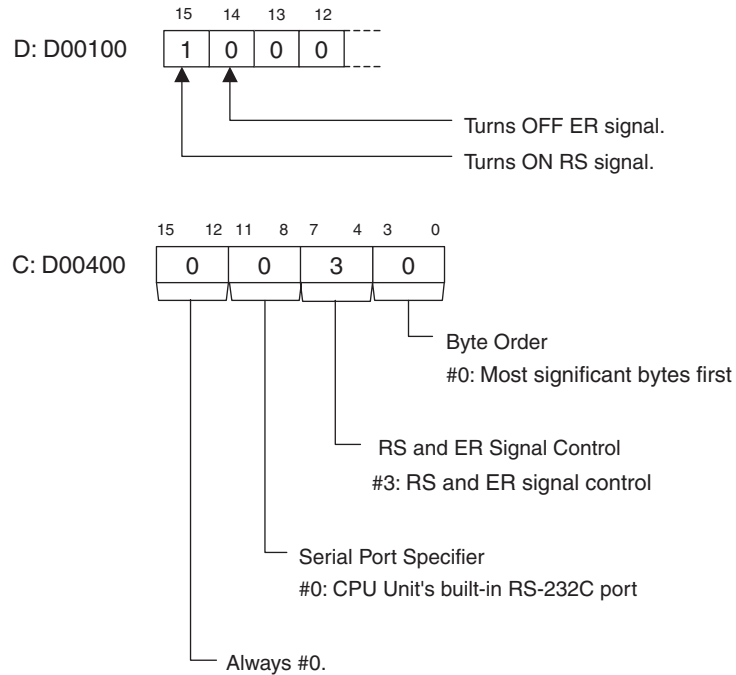 15 14 13 12
D: D00100 1 0 0 0
Turns OFF ER signal.
Turns ON RS signal.
15 12 11 8 7 4 3 0
C: D00400 0 0 3 0
Byte Order
#0: Most significant bytes first
RS and ER Signal Control
#3: RS and ER signal control
Serial Port Specifier
#0: CPU Unit's built-in RS-232C port
Always #0.